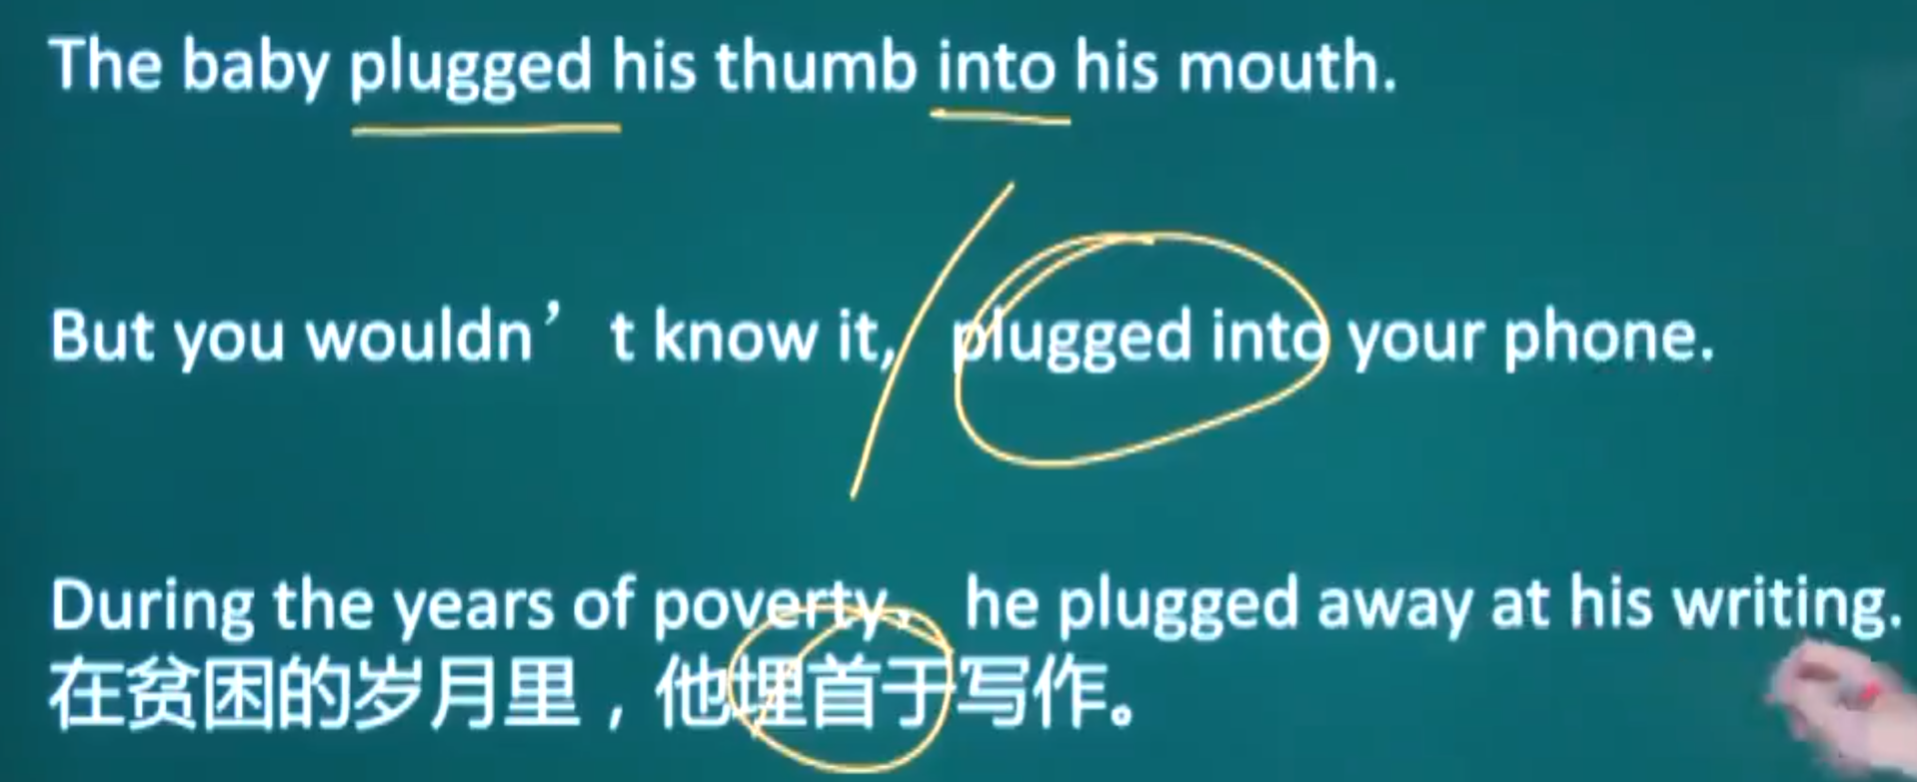 The baby plugged his thumb into his mouth.
But you wouldn’t know it, plugged into your phone.
During the years of poverty, he plugged away at his writing.
在贫困的岁月里，他埋首于写作。